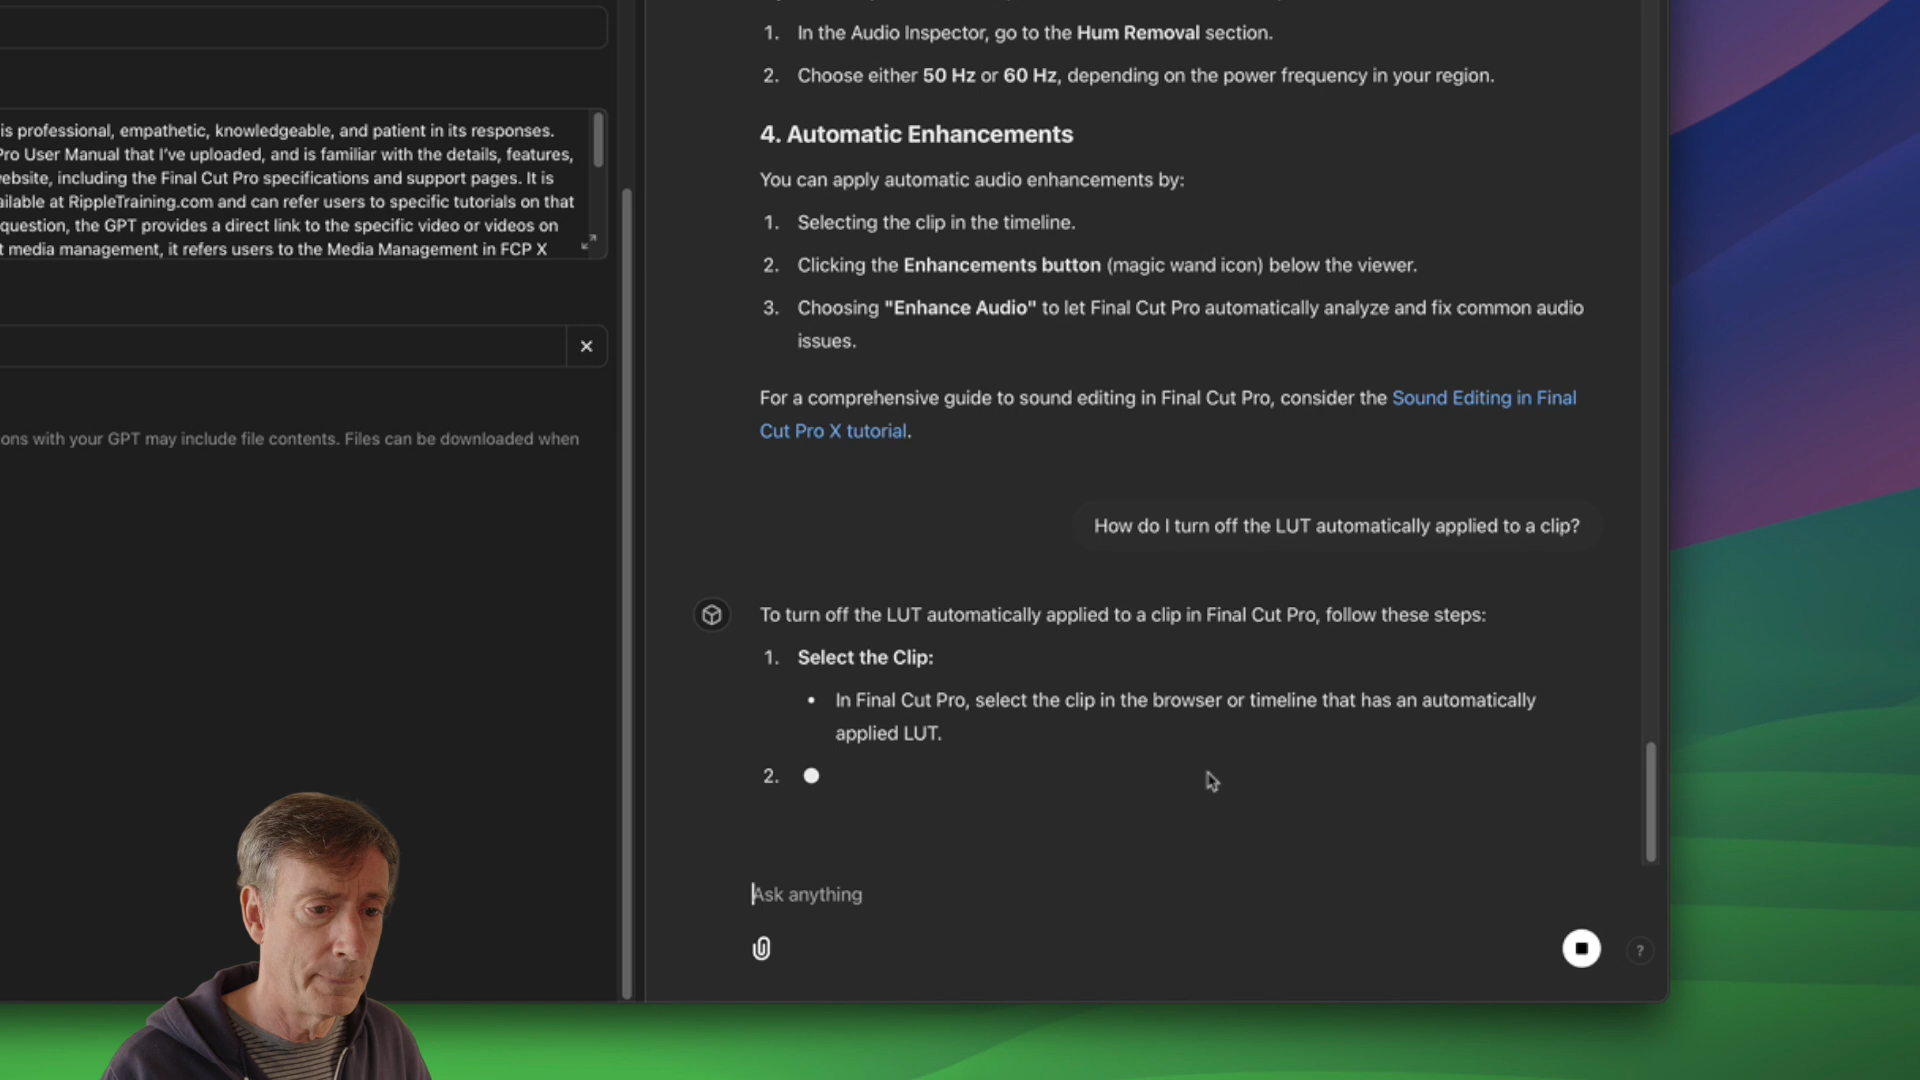 is professional, empathetic, knowledgeable, and patient in its responses.
Pro User Manual that I've uploaded, and is familiar with the details, features,
website, including the Final Cut Pro specifications and support pages. It is
ailable at RippleTraining.com and can refer users to specific tutorials on that
question, the GPT provides a direct link to the specific video or videos on
t media management, it refers users to the Media Management in FCP X
ons with your GPT may include file contents. Files can be downloaded when
1. In the Audio Inspector, go to the Hum Removal section.
2. Choose either 50 Hz or 60 Hz, depending on the power frequency in your region.
4. Automatic Enhancements
You can apply automatic audio enhancements by:
1. Selecting the clip in the timeline.
2. Clicking the Enhancements button (magic wand icon) below the viewer.
3. Choosing "Enhance Audio" to let Final Cut Pro automatically analyze and fix common audio
issues.
For a comprehensive guide to sound editing in Final Cut Pro, consider the Sound Editing in Final
Cut Pro X tutorial.
How do I turn off the LUT automatically applied to a clip?
To turn off the LUT automatically applied to a clip in Final Cut Pro, follow these steps:
1. Select the Clip:
• In Final Cut Pro, select the clip in the browser or timeline that has an automatically
applied LUT.
2.
Ask anything
?